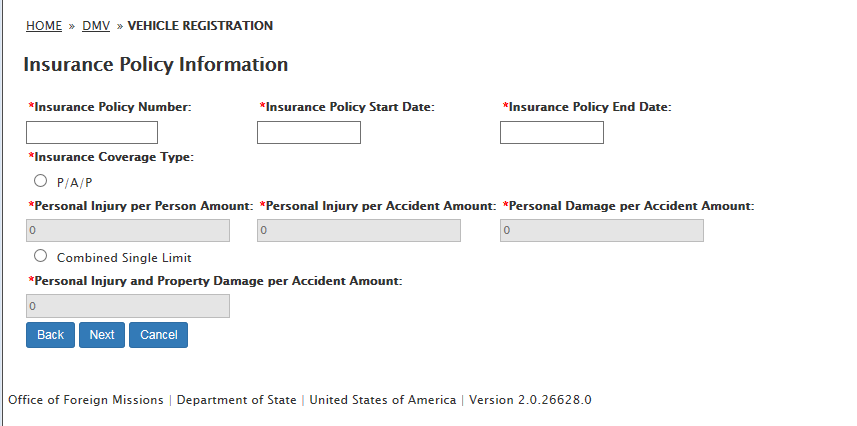 HOME » DMV » VEHICLE REGISTRATION
Insurance Policy Information
*Insurance Policy Number: *Insurance Policy Start Date: *Insurance Policy End Date:
*Insurance Coverage Type:
P/A/P
*Personal Injury per Person Amount: *Personal Injury per Accident Amount: *Personal Damage per Accident Amount:
0 0 0
Combined Single Limit
*Personal Injury and Property Damage per Accident Amount:
0
Back Next Cancel
Office of Foreign Missions | Department of State | United States of America | Version 2.0.26628.0